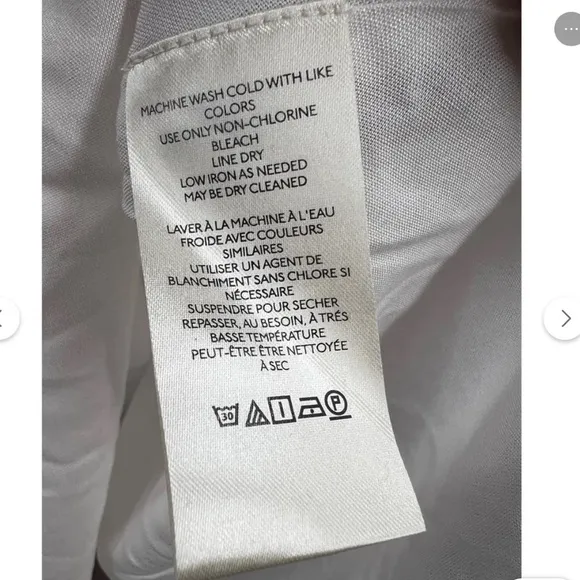 MACHINE WASH COLD WITH LIKE
COLORS
USE ONLY NON-CHLORINE
BLEACH
LINE DRY
LOW IRON AS NEEDED
MAY BE DRY CLEANED
LAVER À LA MACHINE À L'EAU
FROIDE AVEC COULEURS
SIMILAIRES
UTILISER UN AGENT DE
BLANCHIMENT SANS CHLORE SI
NÉCESSAIRE
SUSPENDRE POUR SECHER
REPASSER, AU BESOIN, À TRÉS
BASSE TEMPÉRATURE
PEUT-ÊTRE ÊTRE NETTOYÉE
À SEC
30 P